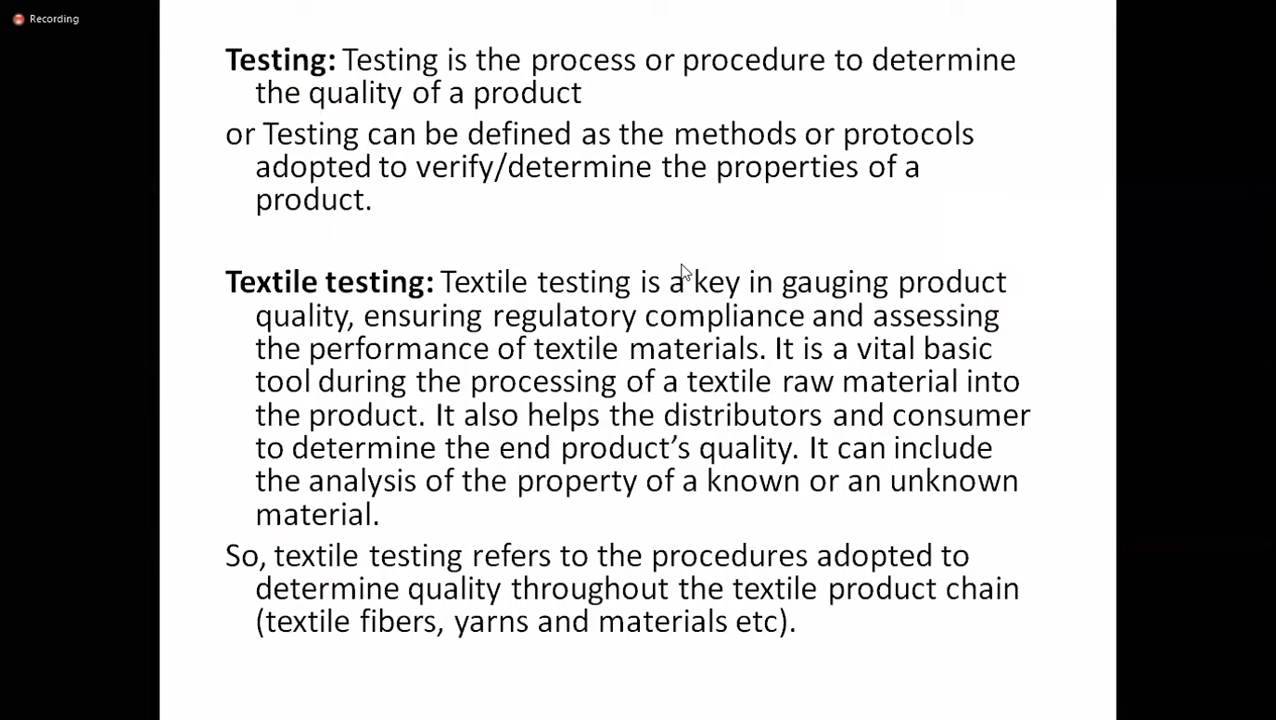 Recording
Testing: Testing is the process or procedure to determine
the quality of a product
or Testing can be defined as the methods or protocols
adopted to verify/determine the properties of a
product.
Textile testing: Textile testing is a key in gauging product
quality, ensuring regulatory compliance and assessing
the performance of textile materials. It is a vital basic
tool during the processing of a textile raw material into
the product. It also helps the distributors and consumer
to determine the end product’s quality. It can include
the analysis of the property of a known or an unknown
material.
So, textile testing refers to the procedures adopted to
determine quality throughout the textile product chain
(textile fibers, yarns and materials etc).